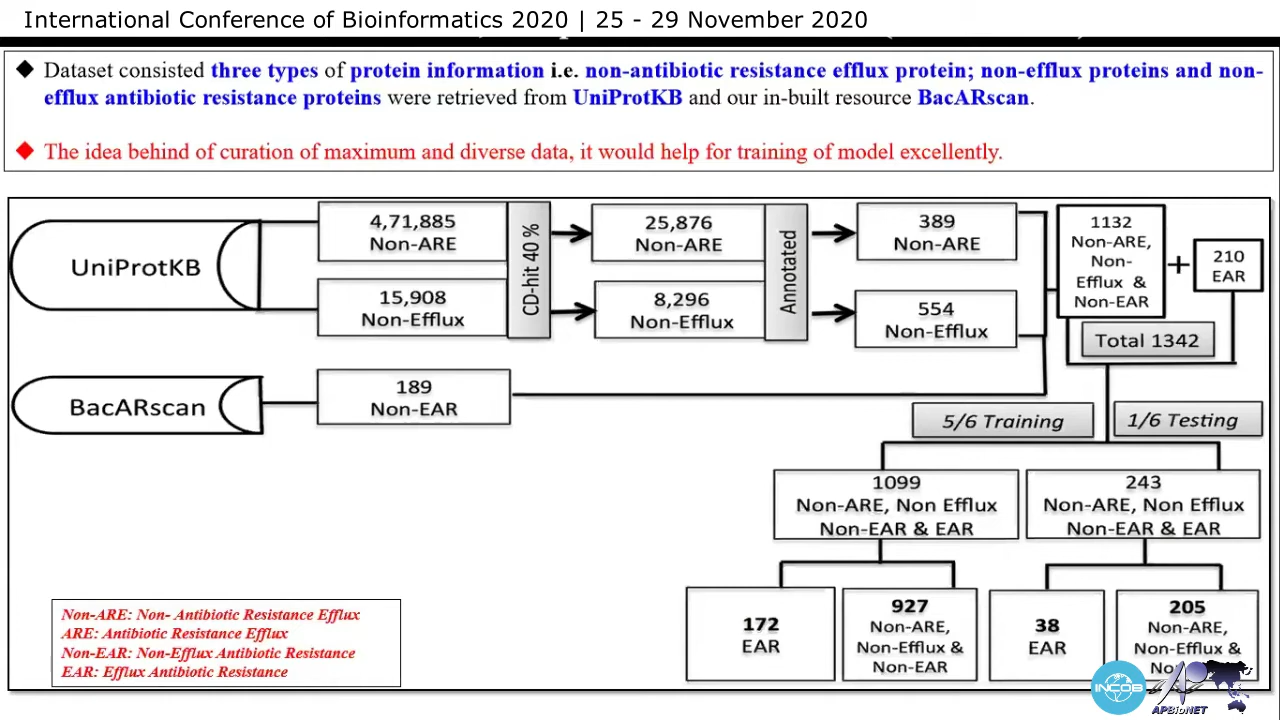 International Conference of Bioinformatics 2020 | 25 - 29 November 2020
Dataset consisted three types of protein information i.e. non-antibiotic resistance efflux protein; non-efflux proteins and non-
efflux antibiotic resistance proteins were retrieved from UniProtKB and our in-built resource BacARscan.
The idea behind of curation of maximum and diverse data, it would help for training of model excellently.
UniProtKB
4,71,885
Non-ARE
15,908
Non-Efflux
CD-hit 40 %
25,876
Non-ARE
8,296
Non-Efflux
Annotated
389
Non-ARE
554
Non-Efflux
1132
Non-ARE,
Non-
Efflux &
Non-EAR
+
210
EAR
Total 1342
BacARscan
189
Non-EAR
5/6 Training
1/6 Testing
1099
Non-ARE, Non Efflux
Non-EAR & EAR
243
Non-ARE, Non Efflux
Non-EAR & EAR
172
EAR
927
Non-ARE,
Non-Efflux &
Non-EAR
38
EAR
205
Non-ARE,
Non-Efflux &
Non-ARE: Non- Antibiotic Resistance Efflux
ARE: Antibiotic Resistance Efflux
Non-EAR: Non-Efflux Antibiotic Resistance
EAR: Efflux Antibiotic Resistance
INCOB
APBioNET